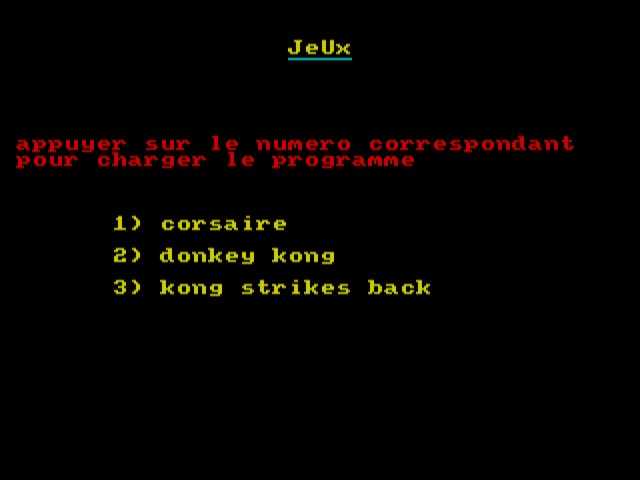 JeUx
appuyer sur le numero correspondant
pour charger le programme
1) corsaire
2) donkey kong
3) kong strikes back